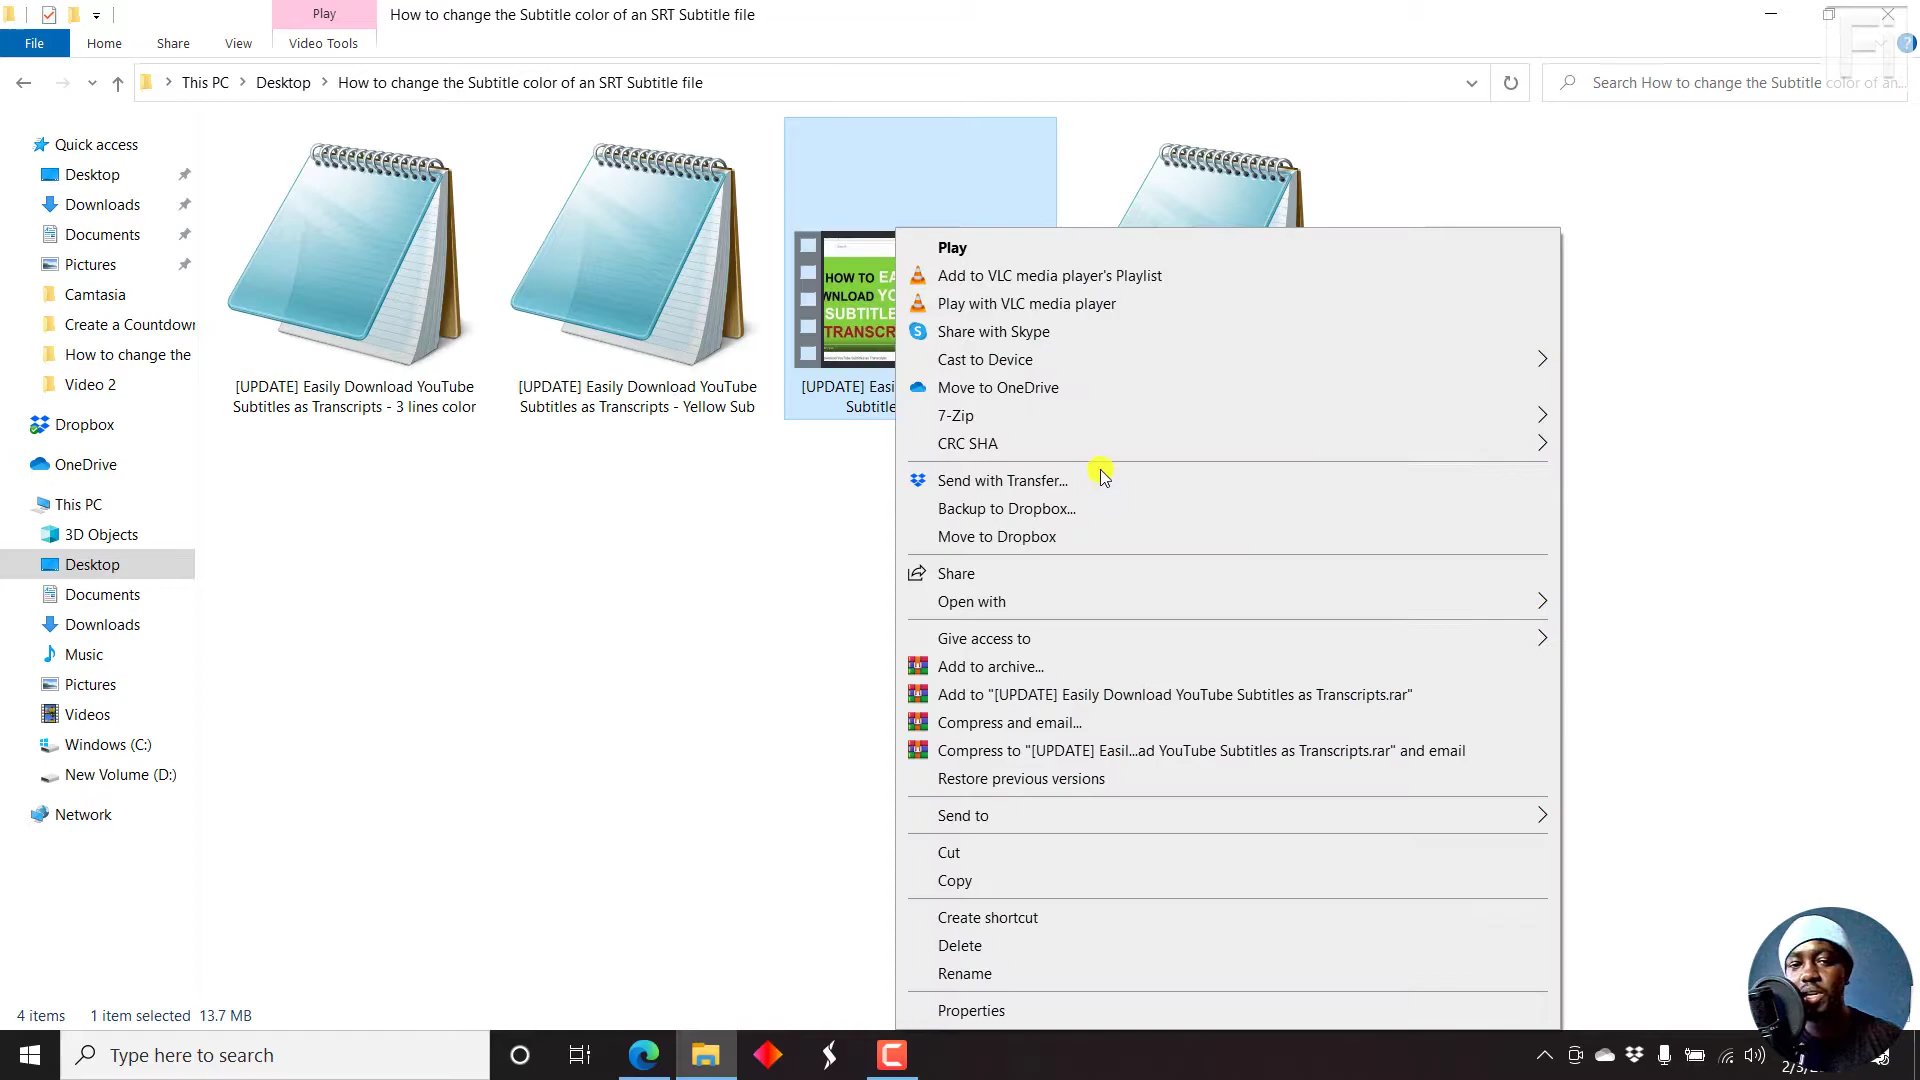 Play
How to change the Subtitle color of an SRT Subtitle file
File
Home
Share
View
Video Tools
This PC
Desktop
How to change the Subtitle color of an SRT Subtitle file
Search How to change the Subtitle color of an...
Quick access
Desktop
Downloads
Documents
Pictures
Camtasia
Create a Countdown
How to change the
Video 2
Dropbox
OneDrive
This PC
3D Objects
Desktop
Documents
Downloads
Music
Pictures
Videos
Windows (C:)
New Volume (D:)
Network
[UPDATE] Easily Download YouTube
Subtitles as Transcripts - 3 lines color
[UPDATE] Easily Download YouTube
Subtitles as Transcripts - Yellow Sub
HOW TO EA
WNLOAD YO
SUBTITLE
TRANSCR
[UPDATE] Easi
Subtitle
Play
Add to VLC media player's Playlist
Play with VLC media player
Share with Skype
Cast to Device
Move to OneDrive
7-Zip
CRC SHA
Send with Transfer...
Backup to Dropbox...
Move to Dropbox
Share
Open with
Give access to
Add to archive...
Add to "[UPDATE] Easily Download YouTube Subtitles as Transcripts.rar"
Compress and email...
Compress to "[UPDATE] Easil...ad YouTube Subtitles as Transcripts.rar" and email
Restore previous versions
Send to
Cut
Copy
Create shortcut
Delete
Rename
Properties
4 items
1 item selected 13.7 MB
Type here to search